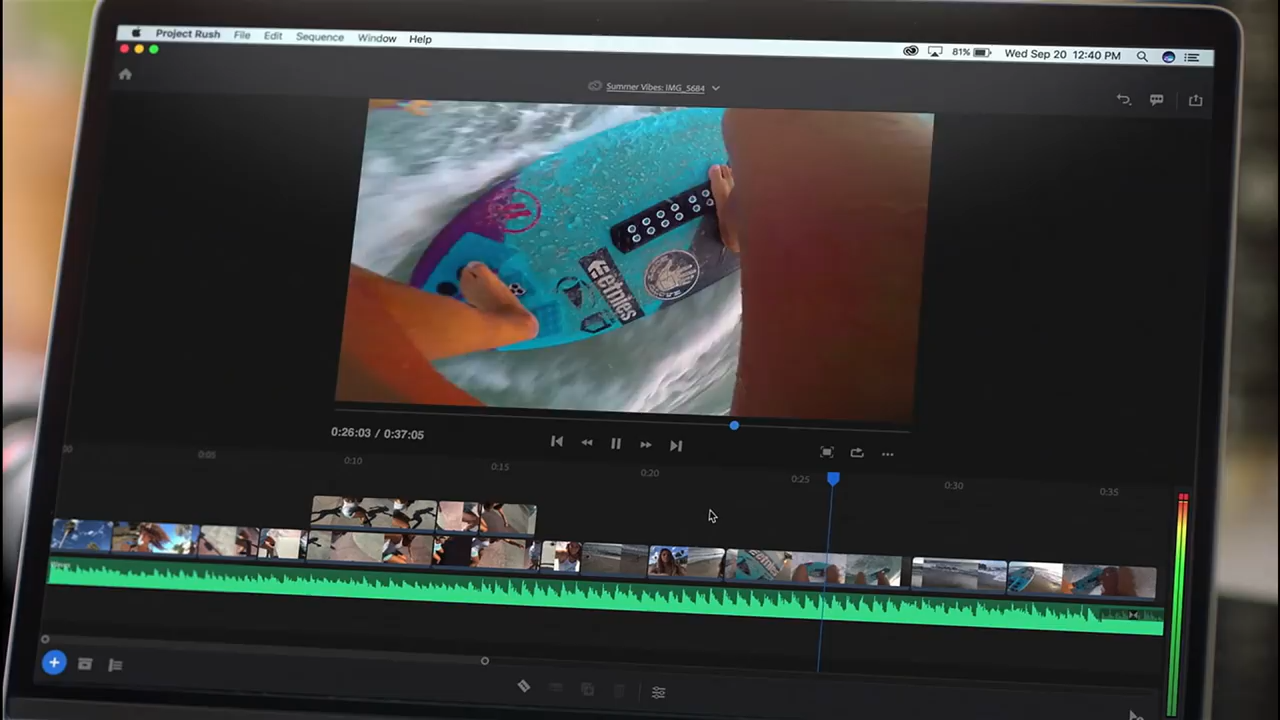 Project Rush File Edit Sequence Window Help 81% Wed Sep 20 12:40 PM
Summer Vibes: IMG_5684
etnies
0:26:03 / 0:37:05
0:05 0:10 0:15 0:20 0:25 0:30 0:35